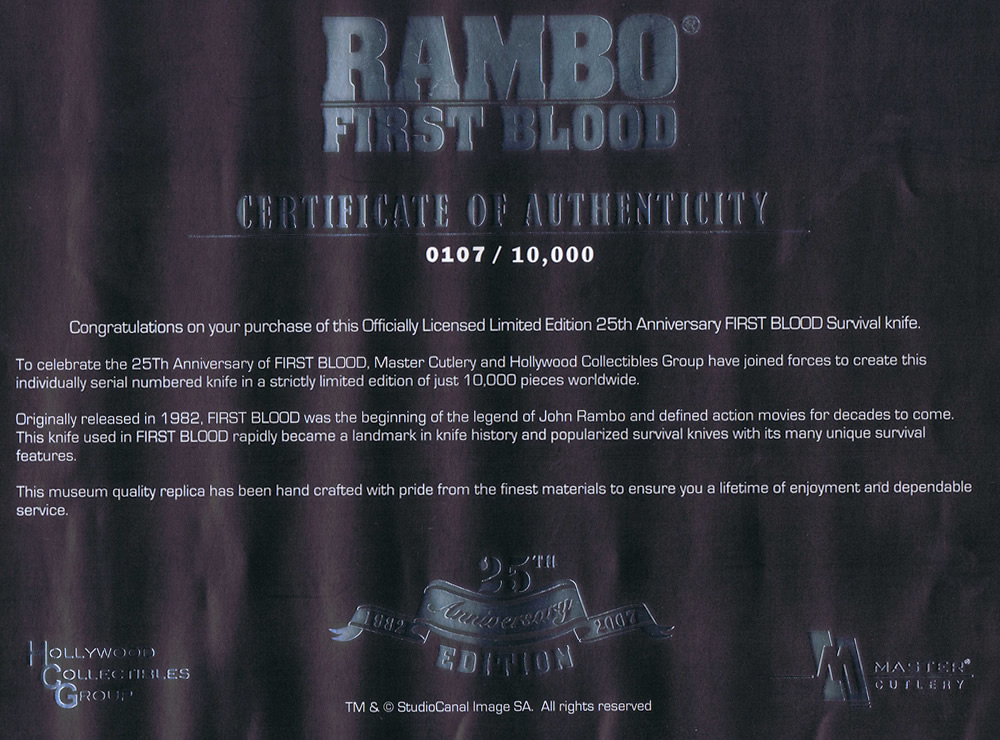 RAMBO®
FIRST BLOOD
CERTIFICATE OF AUTHENTICITY
0107 / 10,000
Congratulations on your purchase of this Officially Licensed Limited Edition 25th Anniversary FIRST BLOOD Survival knife.
To celebrate the 25Th Anniversary of FIRST BLOOD, Master Cutlery and Hollywood Collectibles Group have joined forces to create this
individually serial numbered knife in a strictly limited edition of just 10,000 pieces worldwide.
Originally released in 1982, FIRST BLOOD was the beginning of the legend of John Rambo and defined action movies for decades to come.
This knife used in FIRST BLOOD rapidly became a landmark in knife history and popularized survival knives with its many unique survival
features.
This museum quality replica has been hand crafted with pride from the finest materials to ensure you a lifetime of enjoyment and dependable
service.
25TH
1982 Anniversary 2007
EDITION
HOLLYWOOD
COLLECTIBLES
GROUP
MASTER®
CUTLERY
TM & © StudioCanal Image SA. All rights reserved